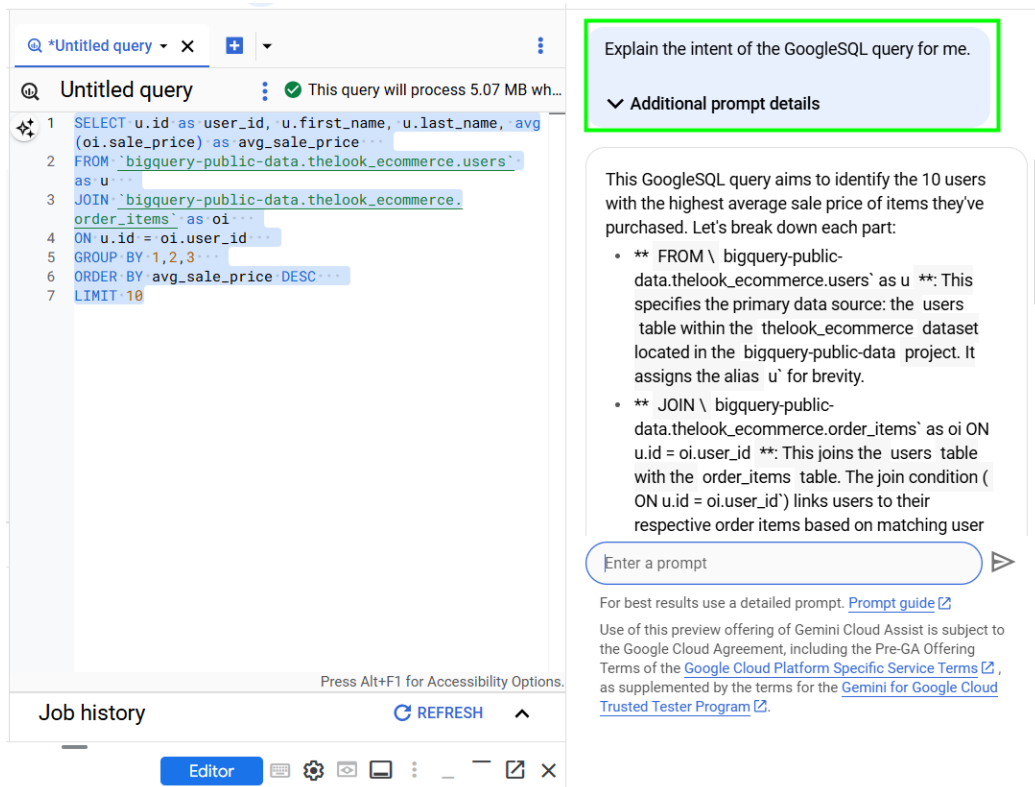 *Untitled query
Untitled query
This query will process 5.07 MB wh...
1 SELECT u.id as user_id, u.first_name, u.last_name, avg
(oi.sale_price) as avg_sale_price
2 FROM `bigquery-public-data.thelook_ecommerce.users`
as u
3 JOIN `bigquery-public-data.thelook_ecommerce.
order_items` as oi
4 ON u.id = oi.user_id
5 GROUP BY 1,2,3
6 ORDER BY avg_sale_price DESC
7 LIMIT 10
Press Alt+F1 for Accessibility Options.
Job history
REFRESH
Editor
Explain the intent of the GoogleSQL query for me.
Additional prompt details
This GoogleSQL query aims to identify the 10 users
with the highest average sale price of items they've
purchased. Let's break down each part:
• ** FROM \ bigquery-public-
data.thelook_ecommerce.users` as u **: This
specifies the primary data source: the users
table within the thelook_ecommerce dataset
located in the bigquery-public-data project. It
assigns the alias u` for brevity.
• ** JOIN \ bigquery-public-
data.thelook_ecommerce.order_items` as oi ON
u.id = oi.user_id **: This joins the users table
with the order_items table. The join condition (
ON u.id = oi.user_id`) links users to their
respective order items based on matching user
Enter a prompt
For best results use a detailed prompt. Prompt guide
Use of this preview offering of Gemini Cloud Assist is subject to
the Google Cloud Agreement, including the Pre-GA Offering
Terms of the Google Cloud Platform Specific Service Terms ,
as supplemented by the terms for the Gemini for Google Cloud
Trusted Tester Program .